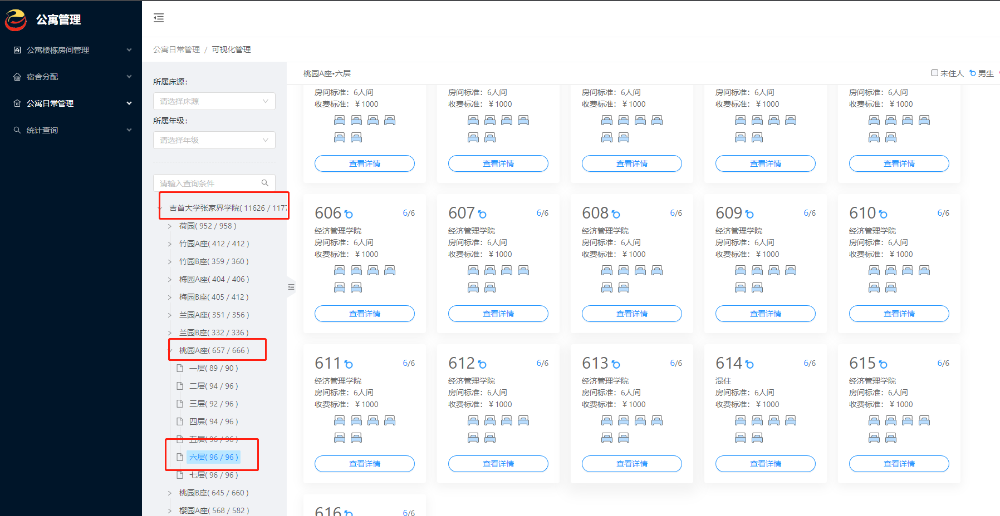 公寓管理
公寓楼栋房间管理
宿舍分配
公寓日常管理
统计查询
公寓日常管理 / 可视化管理
所属床源:
请选择床源
所属年级:
请选择年级
请输入查询条件
吉首大学张家界学院( 11626 / 117
荷园( 952 / 958 )
竹园A座( 412 / 412 )
竹园B座( 359 / 360 )
梅园A座( 404 / 406 )
梅园B座( 405 / 412 )
兰园A座( 351 / 356 )
兰园B座( 332 / 336 )
桃园A座( 657 / 666 )
一层( 89 / 90 )
二层( 94 / 96 )
三层( 92 / 96 )
四层( 94 / 96 )
五层( 96 / 96 )
六层( 96 / 96 )
七层( 96 / 96 )
桃园B座( 645 / 660 )
樱园A座( 568 / 582 )
桃园A座•六层
未住人 男生
房间标准：6人间 房间标准：6人间 房间标准：6人间 房间标准：6人间 房间标准：6人间
收费标准：￥1000 收费标准：￥1000 收费标准：￥1000 收费标准：￥1000 收费标准：￥1000
查看详情 查看详情 查看详情 查看详情 查看详情
606 6/6 607 6/6 608 6/6 609 6/6 610 6/6
经济管理学院 经济管理学院 经济管理学院 经济管理学院 经济管理学院
房间标准：6人间 房间标准：6人间 房间标准：6人间 房间标准：6人间 房间标准：6人间
收费标准：￥1000 收费标准：￥1000 收费标准：￥1000 收费标准：￥1000 收费标准：￥1000
查看详情 查看详情 查看详情 查看详情 查看详情
611 6/6 612 6/6 613 6/6 614 6/6 615 6/6
经济管理学院 经济管理学院 经济管理学院 混住 经济管理学院
房间标准：6人间 房间标准：6人间 房间标准：6人间 房间标准：6人间 房间标准：6人间
收费标准：￥1000 收费标准：￥1000 收费标准：￥1000 收费标准：￥1000 收费标准：￥1000
查看详情 查看详情 查看详情 查看详情 查看详情
616 6/6